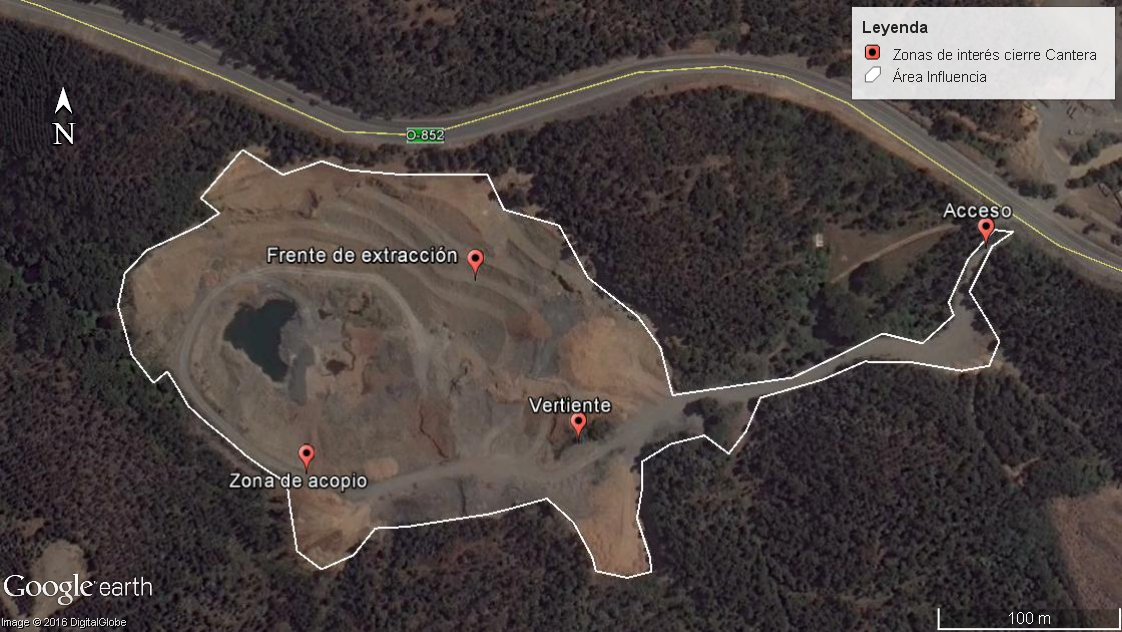 Leyenda
Zonas de interés cierre Cantera
Área Influencia
N
O-852
Acceso
Frente de extracción
Vertiente
Zona de acopio
Google earth
Image © 2016 DigitalGlobe
100 m